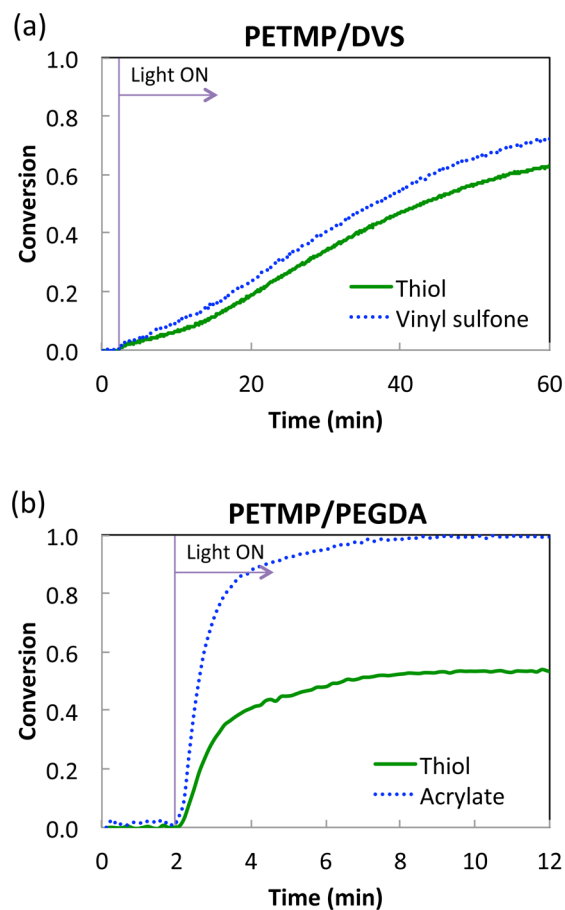 (a)
PETMP/DVS
1.0
Light ON
0.8
0.6
Conversion
0.4
0.2
Thiol
Vinyl sulfone
0.0
0
20
40
60
Time (min)
(b)
PETMP/PEGDA
1.0
Light ON
0.8
0.6
Conversion
0.4
0.2
Thiol
Acrylate
0.0
0
2
4
6
8
10
12
Time (min)